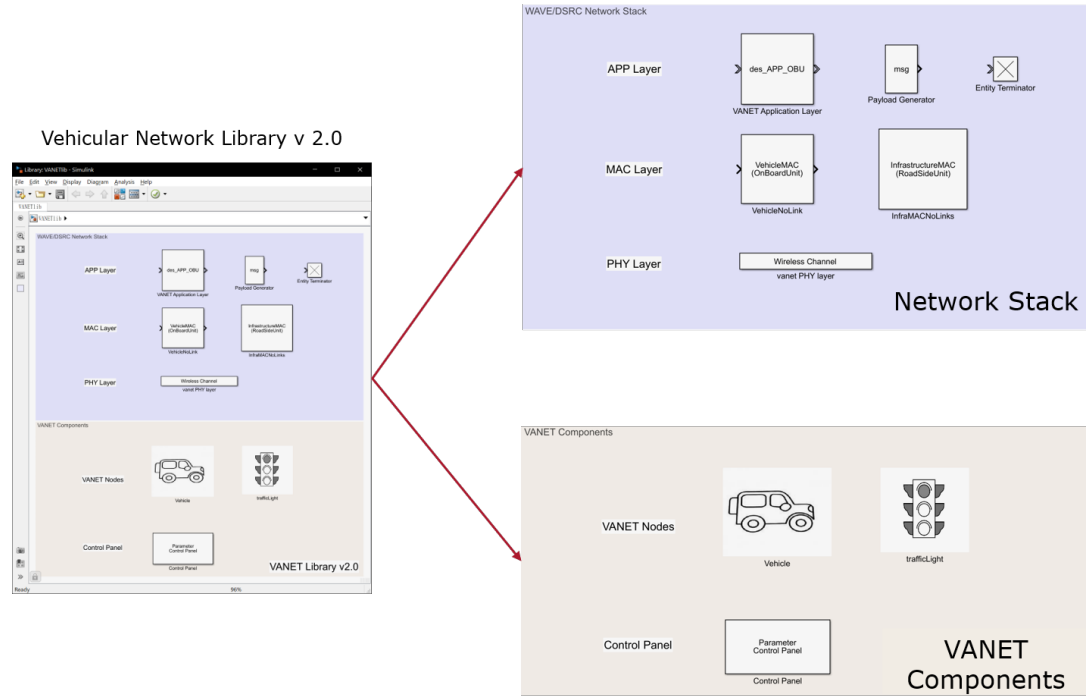 Vehicular Network Library v 2.0
Library: VANETlib - Simulink
File Edit View Display Diagram Analysis Help
VANETlib
VANETlib
WAVE/DSRC Network Stack
APP Layer
des_APP_OBU
VANET Application Layer
msg
Payload Generator
Entity Terminator
MAC Layer
VehicleMAC
(OnBoardUnit)
VehicleNoLink
InfrastructureMAC
(RoadSideUnit)
InfraMACNoLinks
PHY Layer
Wireless Channel
vanet PHY layer
VANET Components
VANET Nodes
Vehicle
trafficLight
Control Panel
Parameter
Control Panel
Control Panel
VANET Library v2.0
Ready
96%
WAVE/DSRC Network Stack
APP Layer
des_APP_OBU
VANET Application Layer
msg
Payload Generator
Entity Terminator
MAC Layer
VehicleMAC
(OnBoardUnit)
VehicleNoLink
InfrastructureMAC
(RoadSideUnit)
InfraMACNoLinks
PHY Layer
Wireless Channel
vanet PHY layer
Network Stack
VANET Components
VANET Nodes
Vehicle
trafficLight
Control Panel
Parameter
Control Panel
Control Panel
VANET
Components